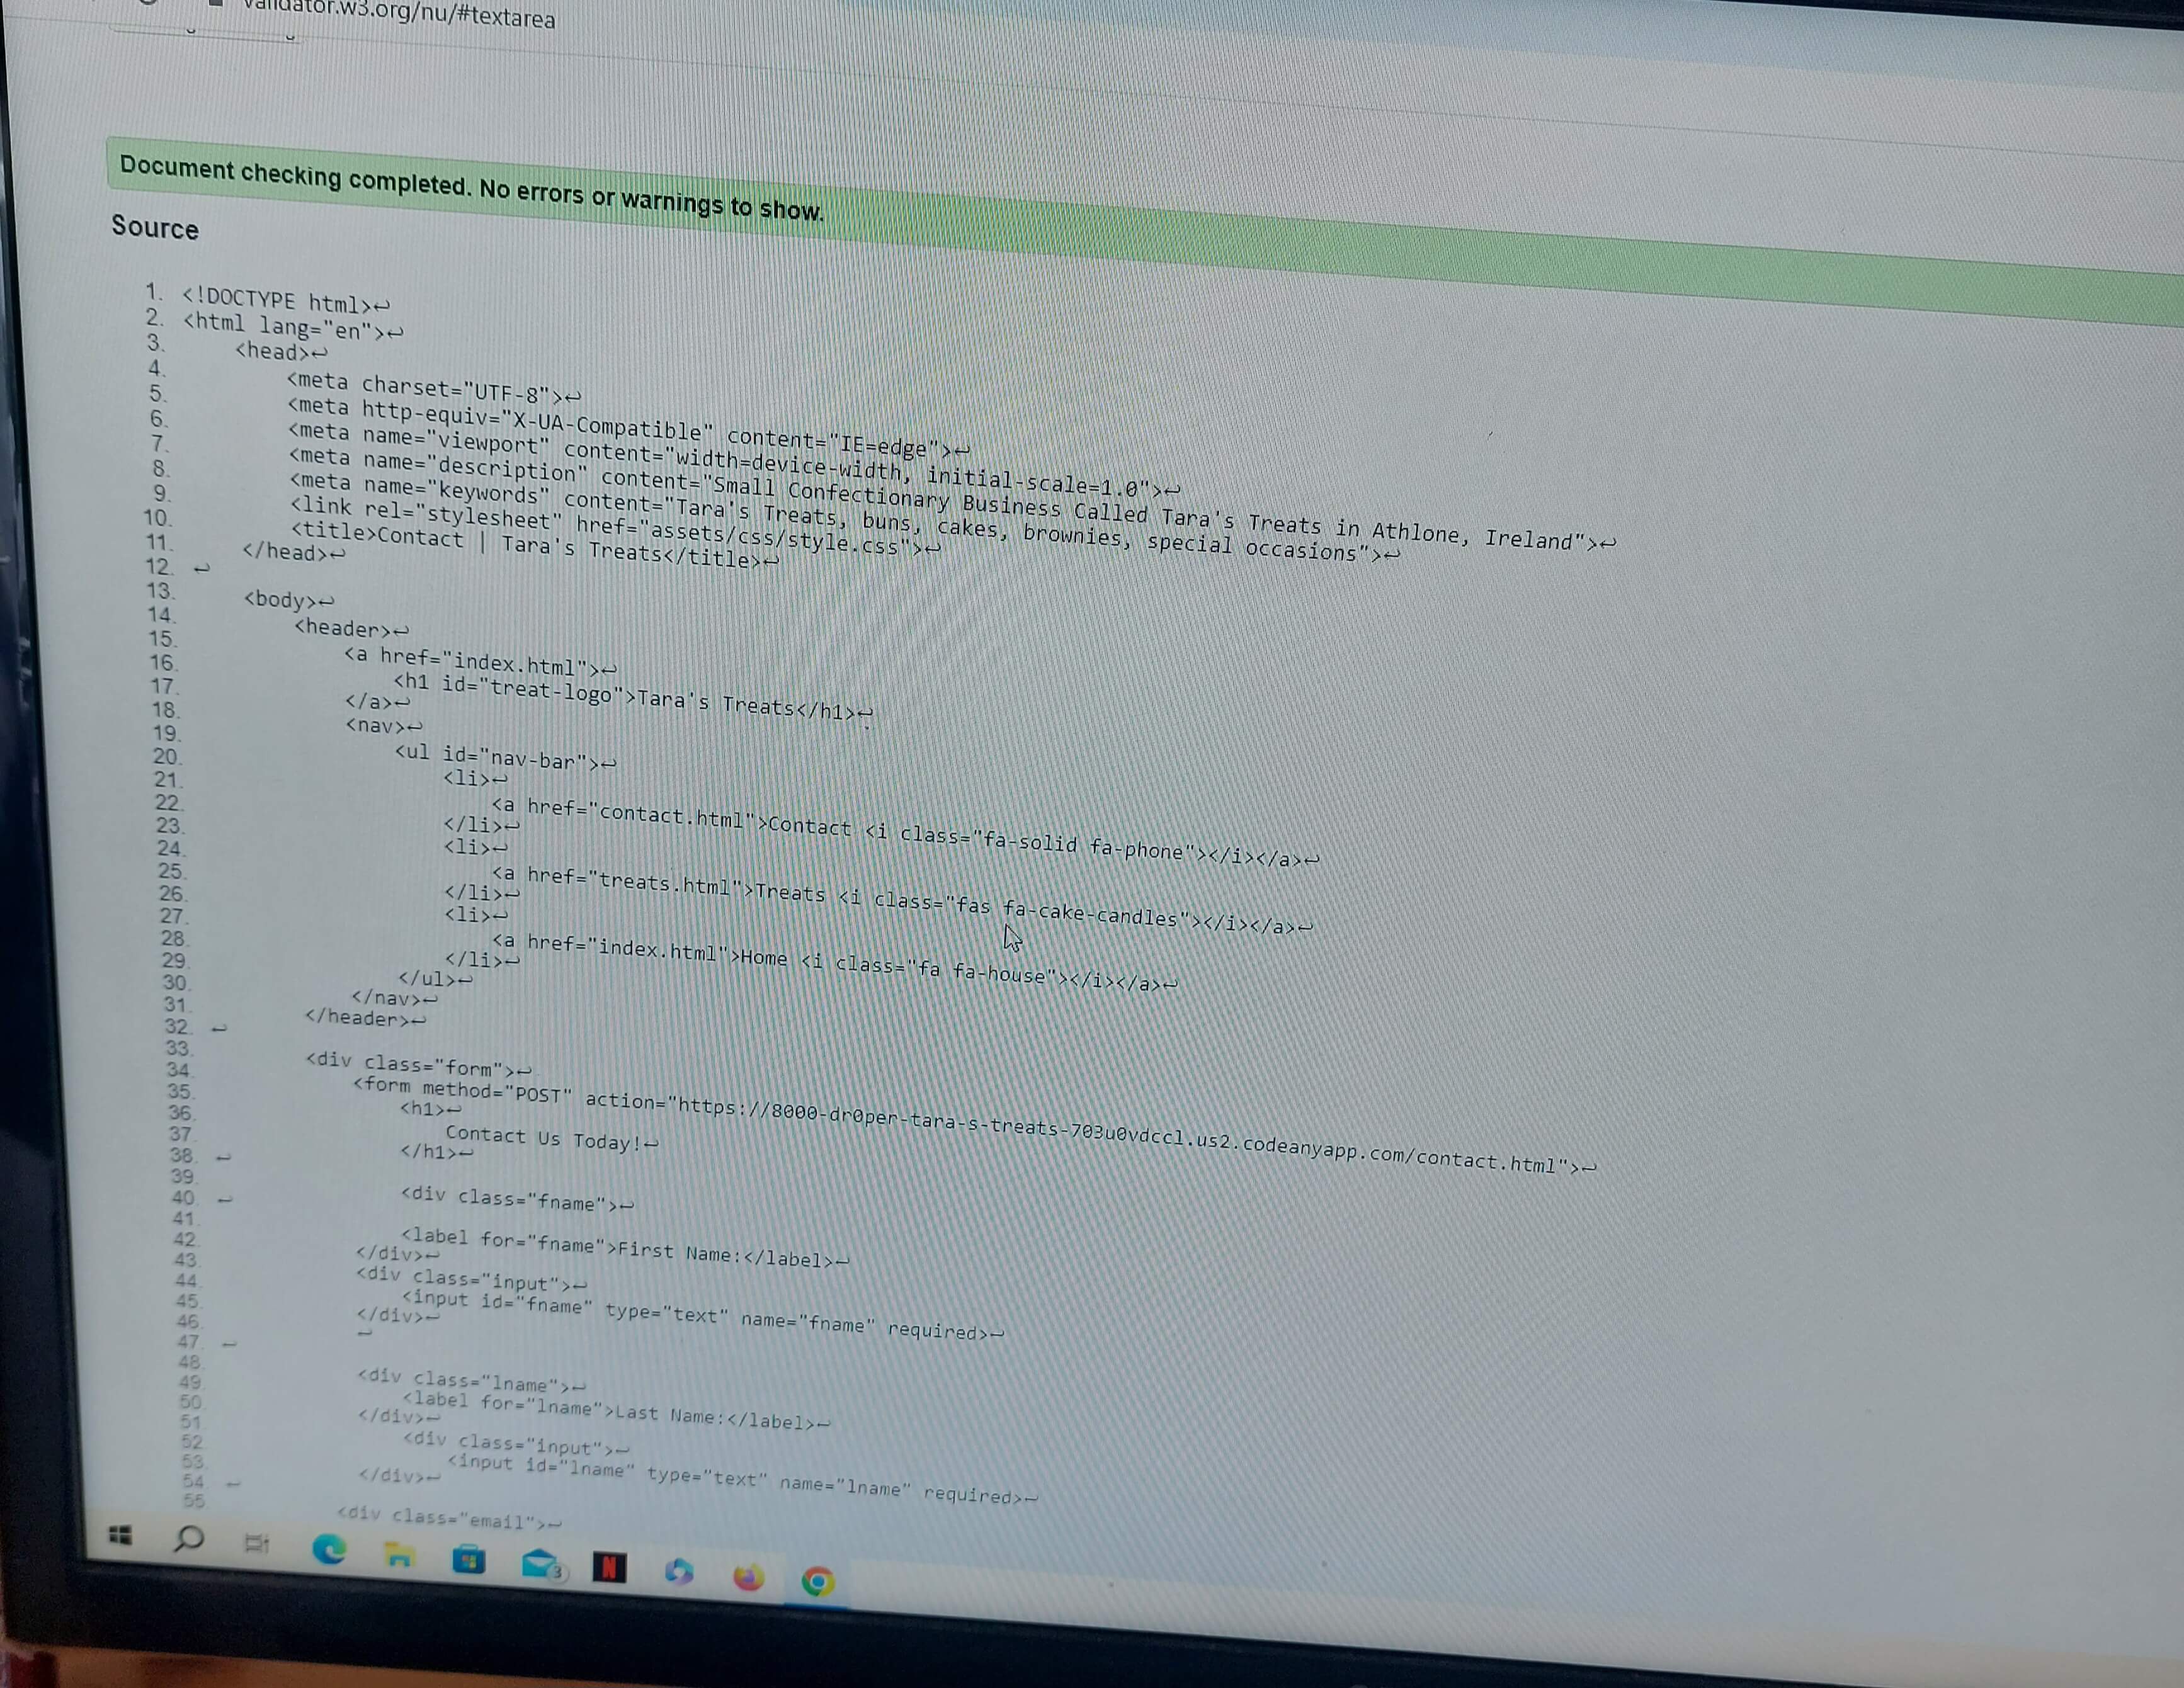 validator.w3.org/nu/#textarea
Document checking completed. No errors or warnings to show.
Source
1. <!DOCTYPE html>↩
2. <html lang="en">↩
3. <head>↩
4. <meta charset="UTF-8">↩
5. <meta http-equiv="X-UA-Compatible" content="IE=edge">↩
6. <meta name="viewport" content="width=device-width, initial-scale=1.0">↩
7. <meta name="description" content="Small Confectionary Business Called Tara's Treats in Athlone, Ireland">↩
8. <meta name="keywords" content="Tara's Treats, buns, cakes, brownies, special occasions">↩
9. <link rel="stylesheet" href="assets/css/style.css">↩
10. <title>Contact | Tara's Treats</title>↩
11. </head>↩
12. ↩
13. <body>↩
14. <header>↩
15. <a href="index.html">↩
16. <h1 id="treat-logo">Tara's Treats</h1>↩
17. </a>↩
18. <nav>↩
19. <ul id="nav-bar">↩
20. <li>↩
21. <a href="contact.html">Contact <i class="fa-solid fa-phone"></i></a>↩
22. </li>↩
23. <li>↩
24. <a href="treats.html">Treats <i class="fas fa-cake-candles"></i></a>↩
25. </li>↩
26. <li>↩
27. <a href="index.html">Home <i class="fa fa-house"></i></a>↩
28. </li>↩
29. </ul>↩
30. </nav>↩
31. </header>↩
32. ↩
33. <div class="form">↩
34. <form method="POST" action="https://8000-dr0per-tara-s-treats-703u0vdccl.us2.codeanyapp.com/contact.html">↩
35. <h1>↩
36. Contact Us Today!↩
37. </h1>↩
38. ↩
39. <div class="fname">↩
40. ↩
41. <label for="fname">First Name:</label>↩
42. </div>↩
43. <div class="input">↩
44. <input id="fname" type="text" name="fname" required>↩
45. </div>↩
46. ↩
47. ↩
48. <div class="lname">↩
49. <label for="lname">Last Name:</label>↩
50. </div>↩
51 <div class="input">↩
52 <input id="lname" type="text" name="lname" required>↩
53. </div>↩
54 ↩
55 <div class="email">↩
3
N